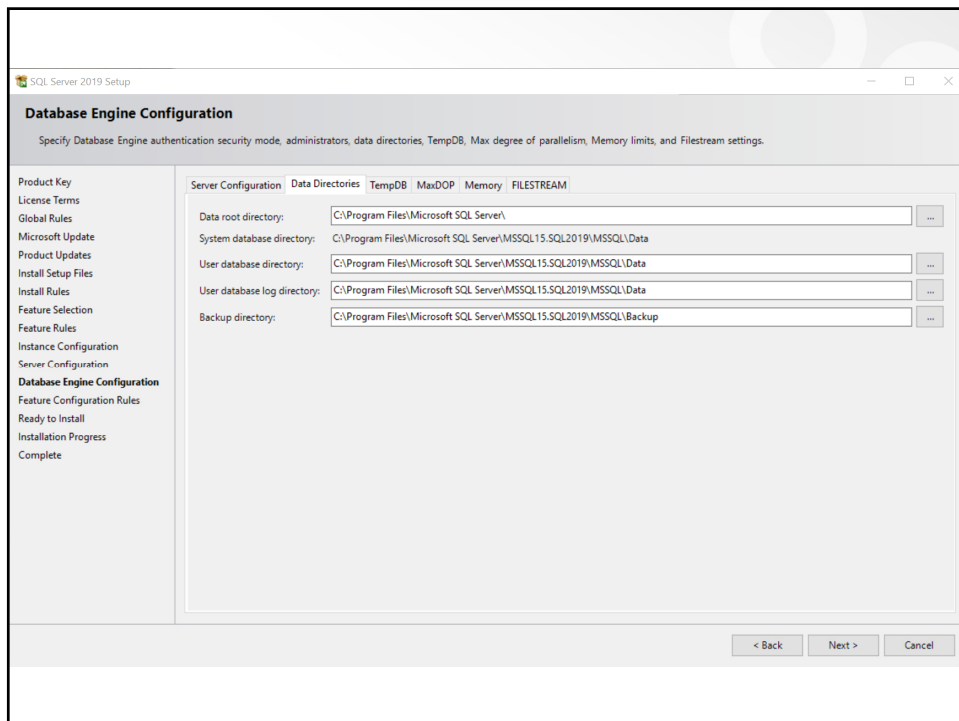 SQL Server 2019 Setup
Database Engine Configuration
Specify Database Engine authentication security mode, administrators, data directories, TempDB, Max degree of parallelism, Memory limits, and Filestream settings.
Product Key
License Terms
Global Rules
Microsoft Update
Product Updates
Install Setup Files
Install Rules
Feature Selection
Feature Rules
Instance Configuration
Server Configuration
Database Engine Configuration
Feature Configuration Rules
Ready to Install
Installation Progress
Complete
Server Configuration Data Directories TempDB MaxDOP Memory FILESTREAM
Data root directory: C:\Program Files\Microsoft SQL Server\ ...
System database directory: C:\Program Files\Microsoft SQL Server\MSSQL15.SQL2019\MSSQL\Data
User database directory: C:\Program Files\Microsoft SQL Server\MSSQL15.SQL2019\MSSQL\Data ...
User database log directory: C:\Program Files\Microsoft SQL Server\MSSQL15.SQL2019\MSSQL\Data ...
Backup directory: C:\Program Files\Microsoft SQL Server\MSSQL15.SQL2019\MSSQL\Backup ...
< Back Next > Cancel